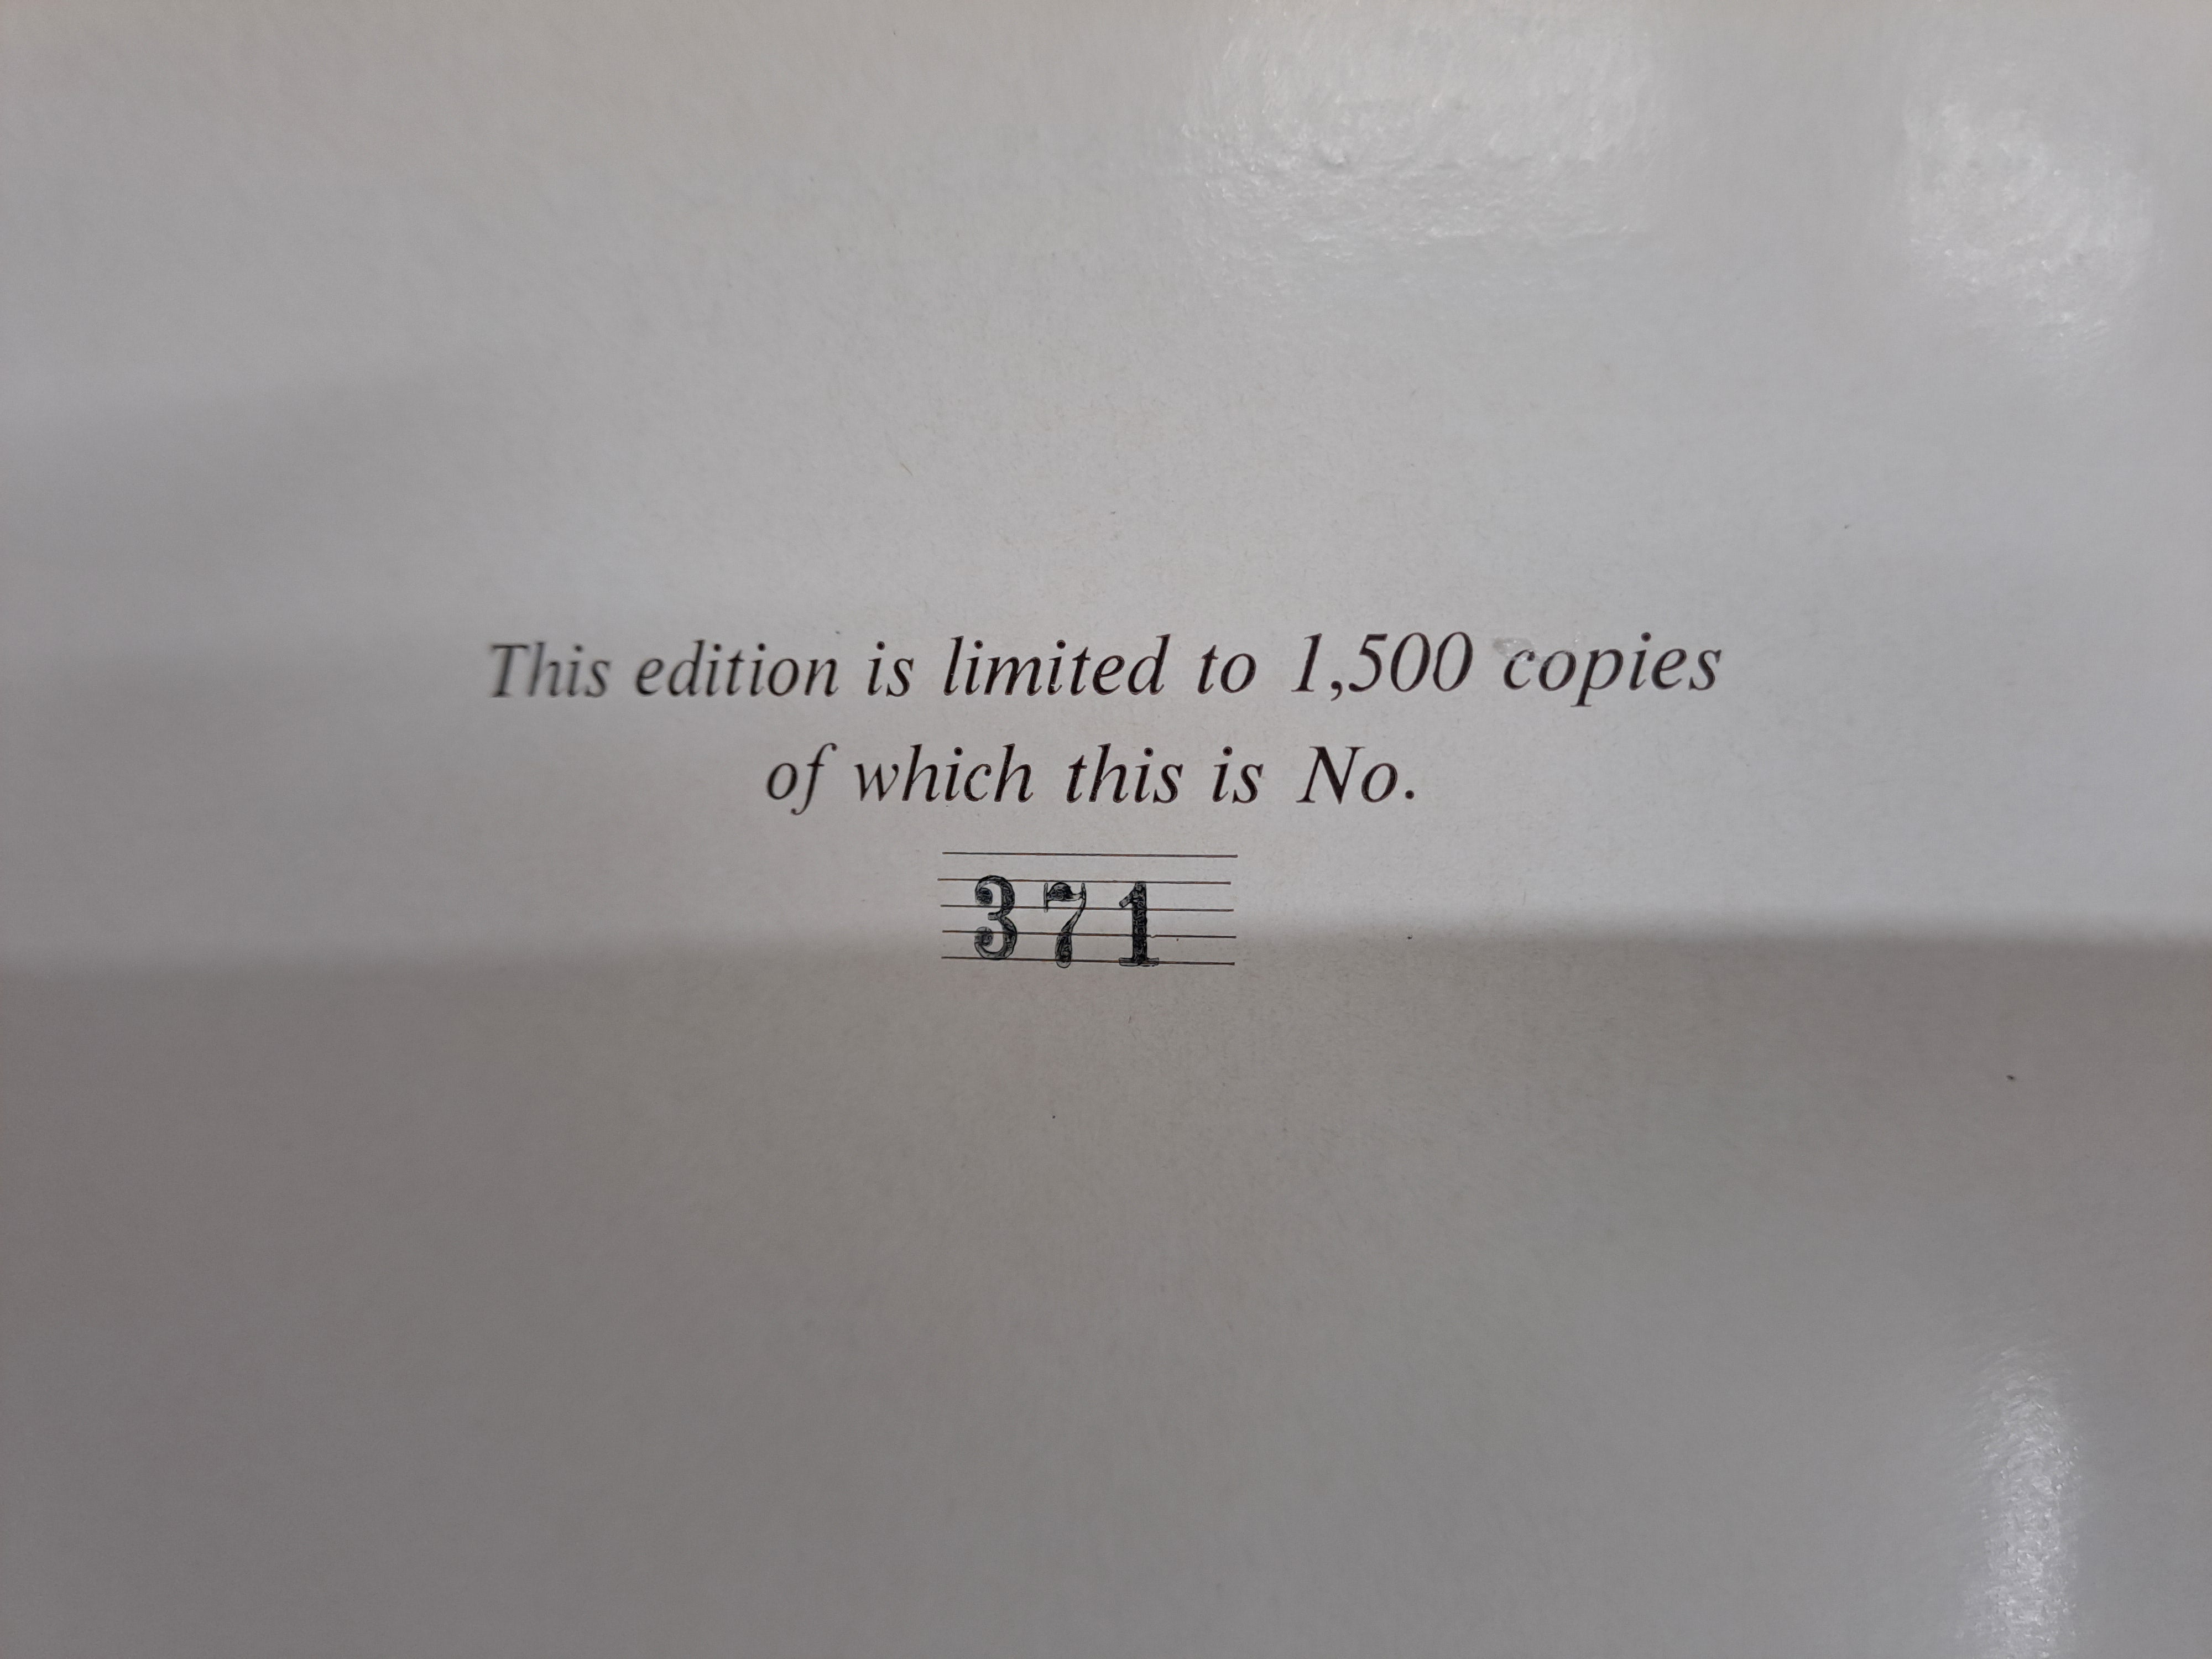 This edition is limited to 1,500 copies
of which this is No.
371